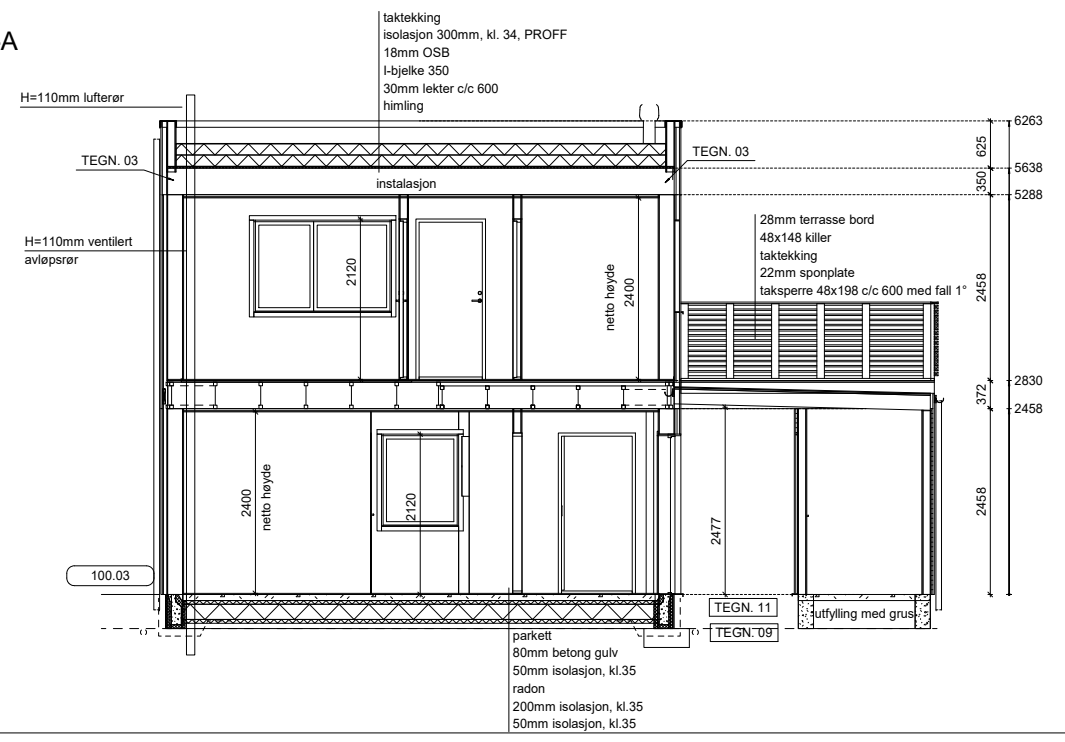 A
taktekking
isolasjon 300mm, kl. 34, PROFF
18mm OSB
I-bjelke 350
30mm lekter c/c 600
himling
H=110mm lufterør
TEGN. 03
TEGN. 03
instalasjon
6263
625
5638
350
5288
H=110mm ventilert
avløpsrør
2120
netto høyde
2400
28mm terrasse bord
48x148 killer
taktekking
22mm sponplate
taksperre 48x198 c/c 600 med fall 1°
2458
2830
372
2458
2400
netto høyde
2120
2477
2458
100.03
TEGN. 11
utfylling med grus
TEGN. 09
parkett
80mm betong gulv
50mm isolasjon, kl.35
radon
200mm isolasjon, kl.35
50mm isolasjon, kl.35